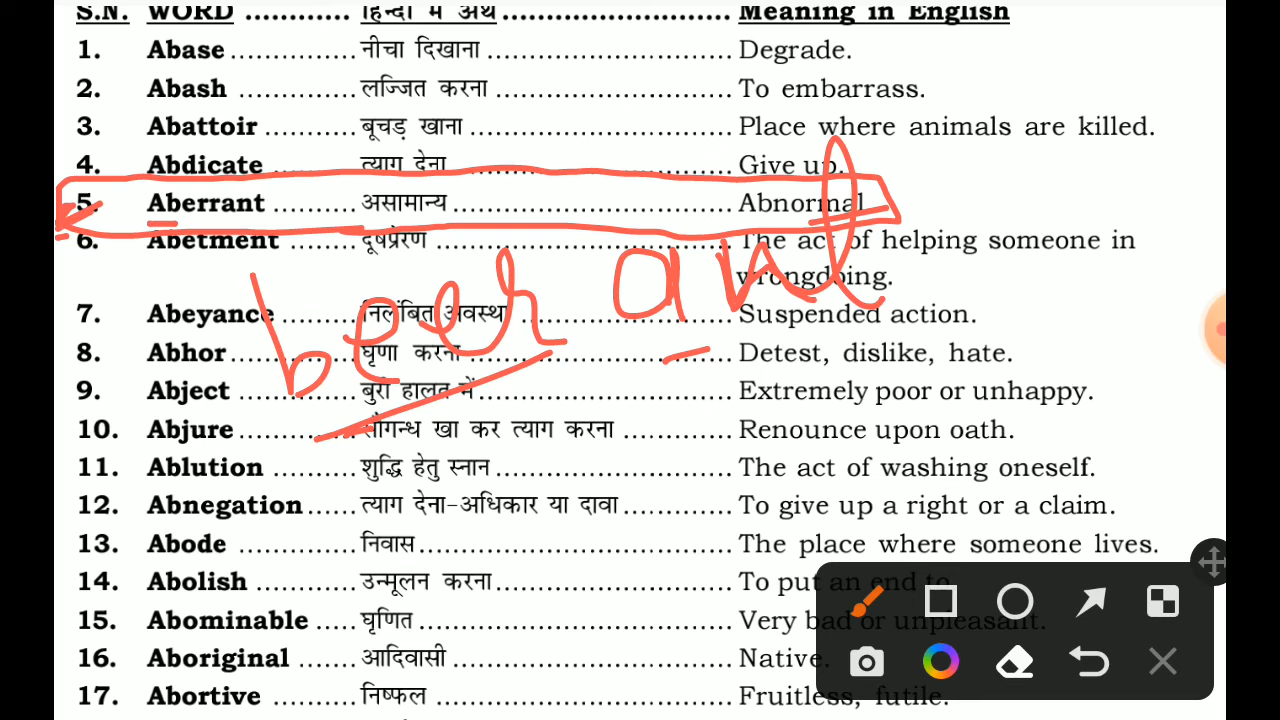 S.N. WORD ............ हिन्दी में अर्थ .......................... Meaning in English
1. Abase ............... नीचा दिखाना ............................ Degrade.
2. Abash .............. लज्जित करना ........................... To embarrass.
3. Abattoir ........... बूचड़ खाना .............................. Place where animals are killed.
4. Abdicate .......... त्याग देना ................................ Give up.
5. Aberrant .......... असामान्य ................................ Abnormal
6. Abetment ........ दूषप्रेरण .................................. The act of helping someone in
wrongdoing.
beer ant
7. Abeyance ......... निलंबित अवस्था ........................ Suspended action.
8. Abhor ............... घृणा करना .............................. Detest, dislike, hate.
9. Abject ............... बुरी हालत में ............................. Extremely poor or unhappy.
10. Abjure ............... सौगन्ध खा कर त्याग करना ............ Renounce upon oath.
11. Ablution .......... शुद्धि हेतु स्नान ........................... The act of washing oneself.
12. Abnegation ...... त्याग देना-अधिकार या दावा ............ To give up a right or a claim.
13. Abode ............... निवास .................................... The place where someone lives.
14. Abolish ............. उन्मूलन करना ........................... To put an end to
15. Abominable ..... घृणित ..................................... Very bad or unpleasant.
16. Aboriginal ....... आदिवासी ................................ Native.
17. Abortive ........... निष्फल ................................... Fruitless, futile.